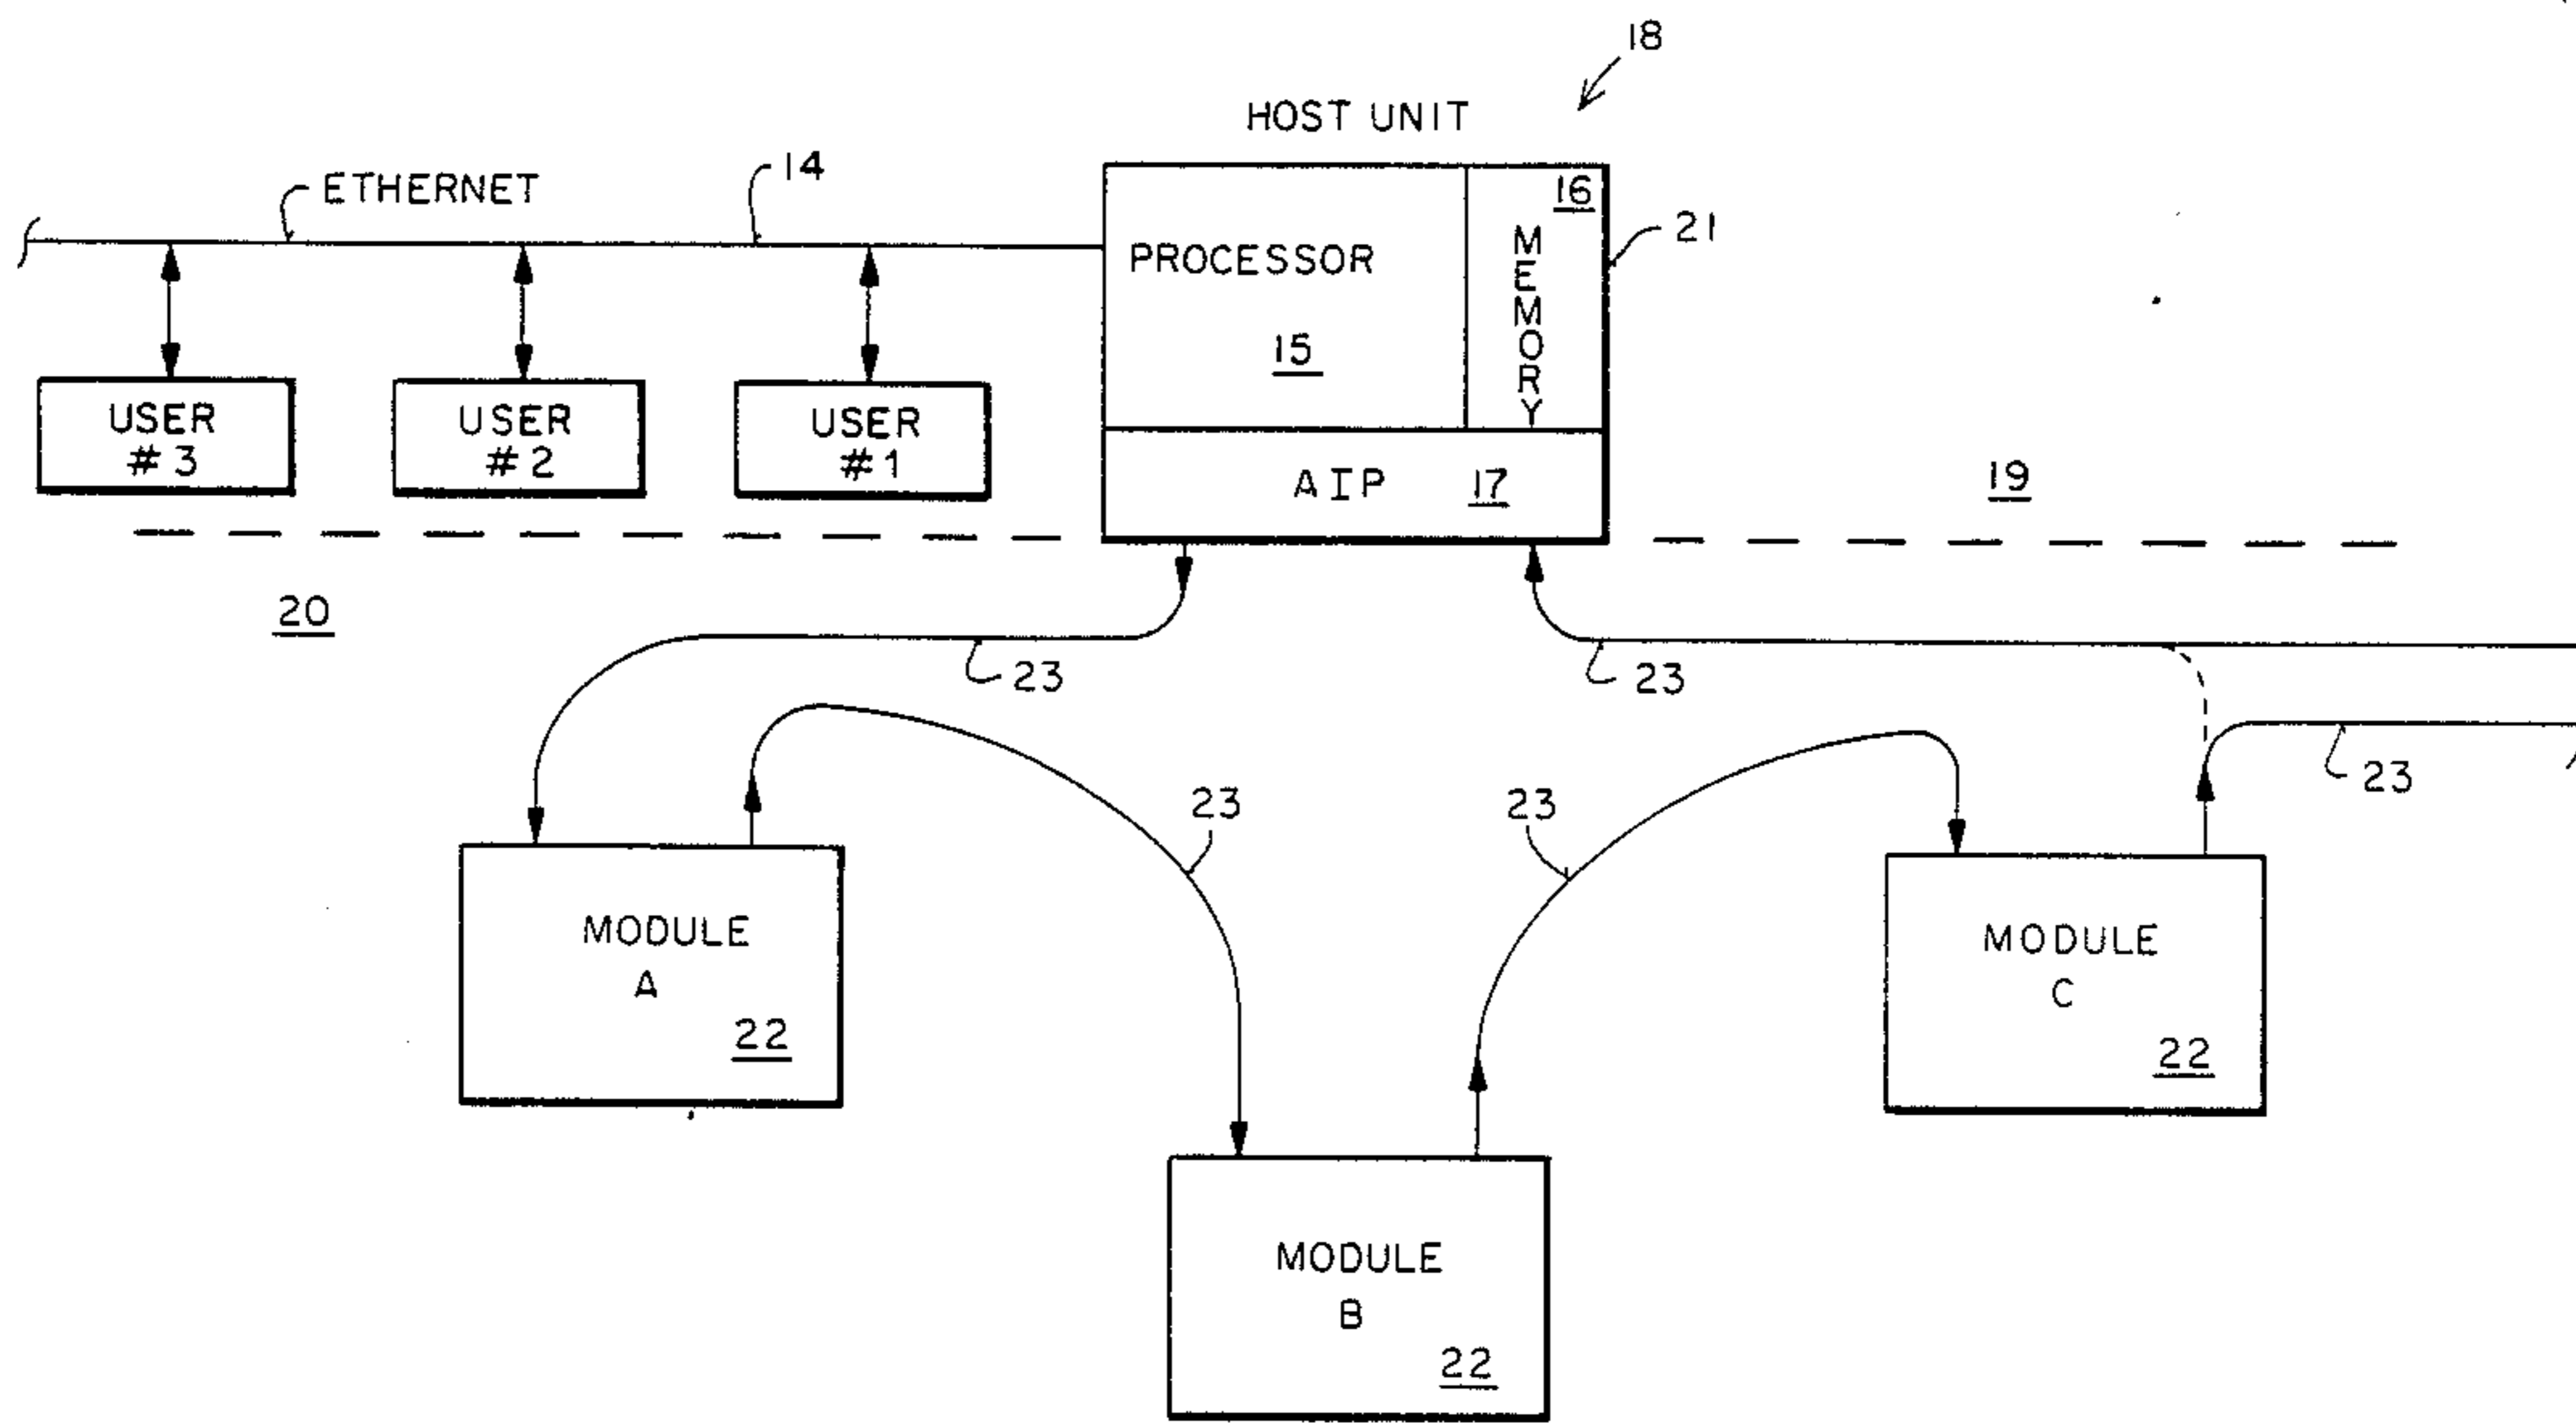 18
HOST UNIT
ETHERNET
14
16
21
PROCESSOR
MEMORY
15
USER
#3
USER
#2
USER
#1
AIP
17
19
20
23
23
23
23
23
MODULE
A
22
MODULE
C
22
MODULE
B
22